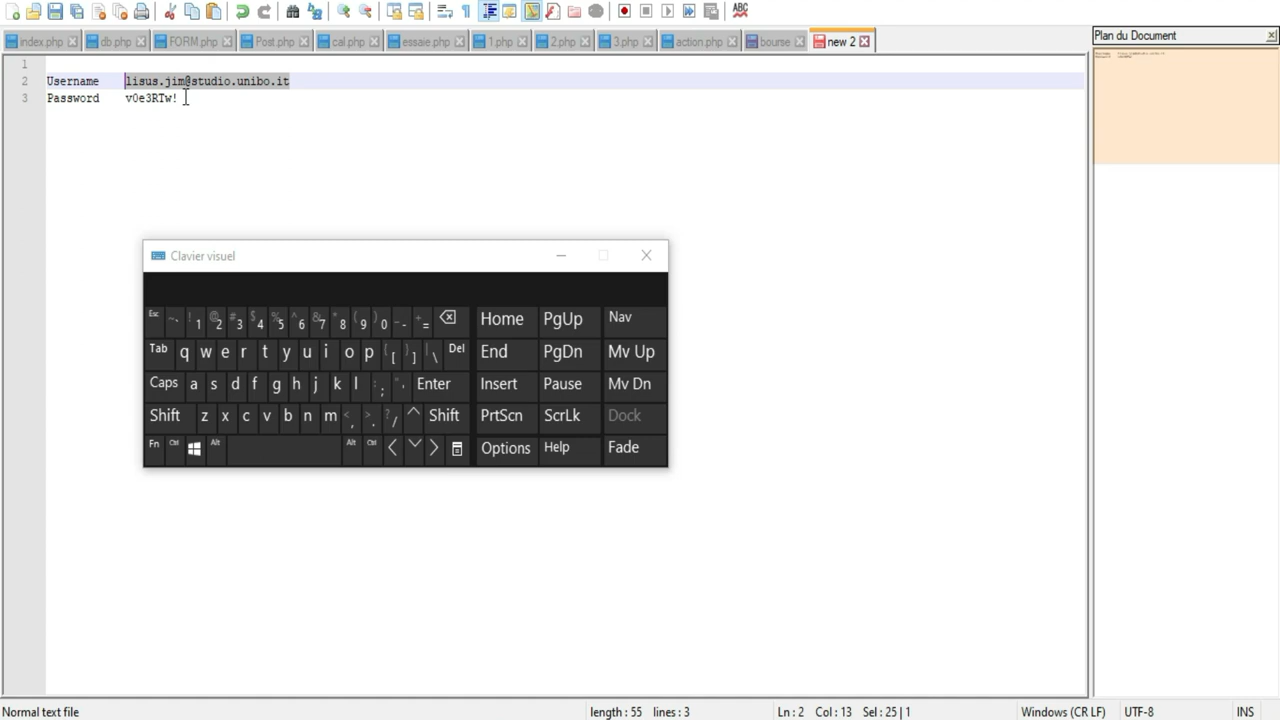 index.php db.php FORM.php Post.php cal.php essaie.php 1.php 2.php 3.php action.php bourse new 2
Plan du Document
1
2 Username lisus.jim@studio.unibo.it
3 Password v0e3RTw!
Clavier visuel
Esc ~ ` ! 1 @ 2 # 3 $ 4 % 5 ^ 6 & 7 * 8 ( 9 ) 0 _ - + = Home PgUp Nav
Tab q w e r t y u i o p { [ } ] | \ Del End PgDn Mv Up
Caps a s d f g h j k l : ; " ' Enter Insert Pause Mv Dn
Shift z x c v b n m < , > . ? / ^ Shift PrtScn ScrLk Dock
Fn Ctrl Alt Alt Ctrl Options Help Fade
Normal text file length : 55 lines : 3 Ln : 2 Col : 13 Sel : 25 | 1 Windows (CR LF) UTF-8 INS